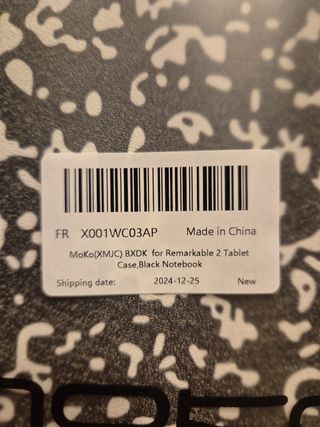 FR X001WC03AP Made in China
MoKo(XMJC) BXDK for Remarkable 2 Tablet
Case,Black Notebook
Shipping date: 2024-12-25 New